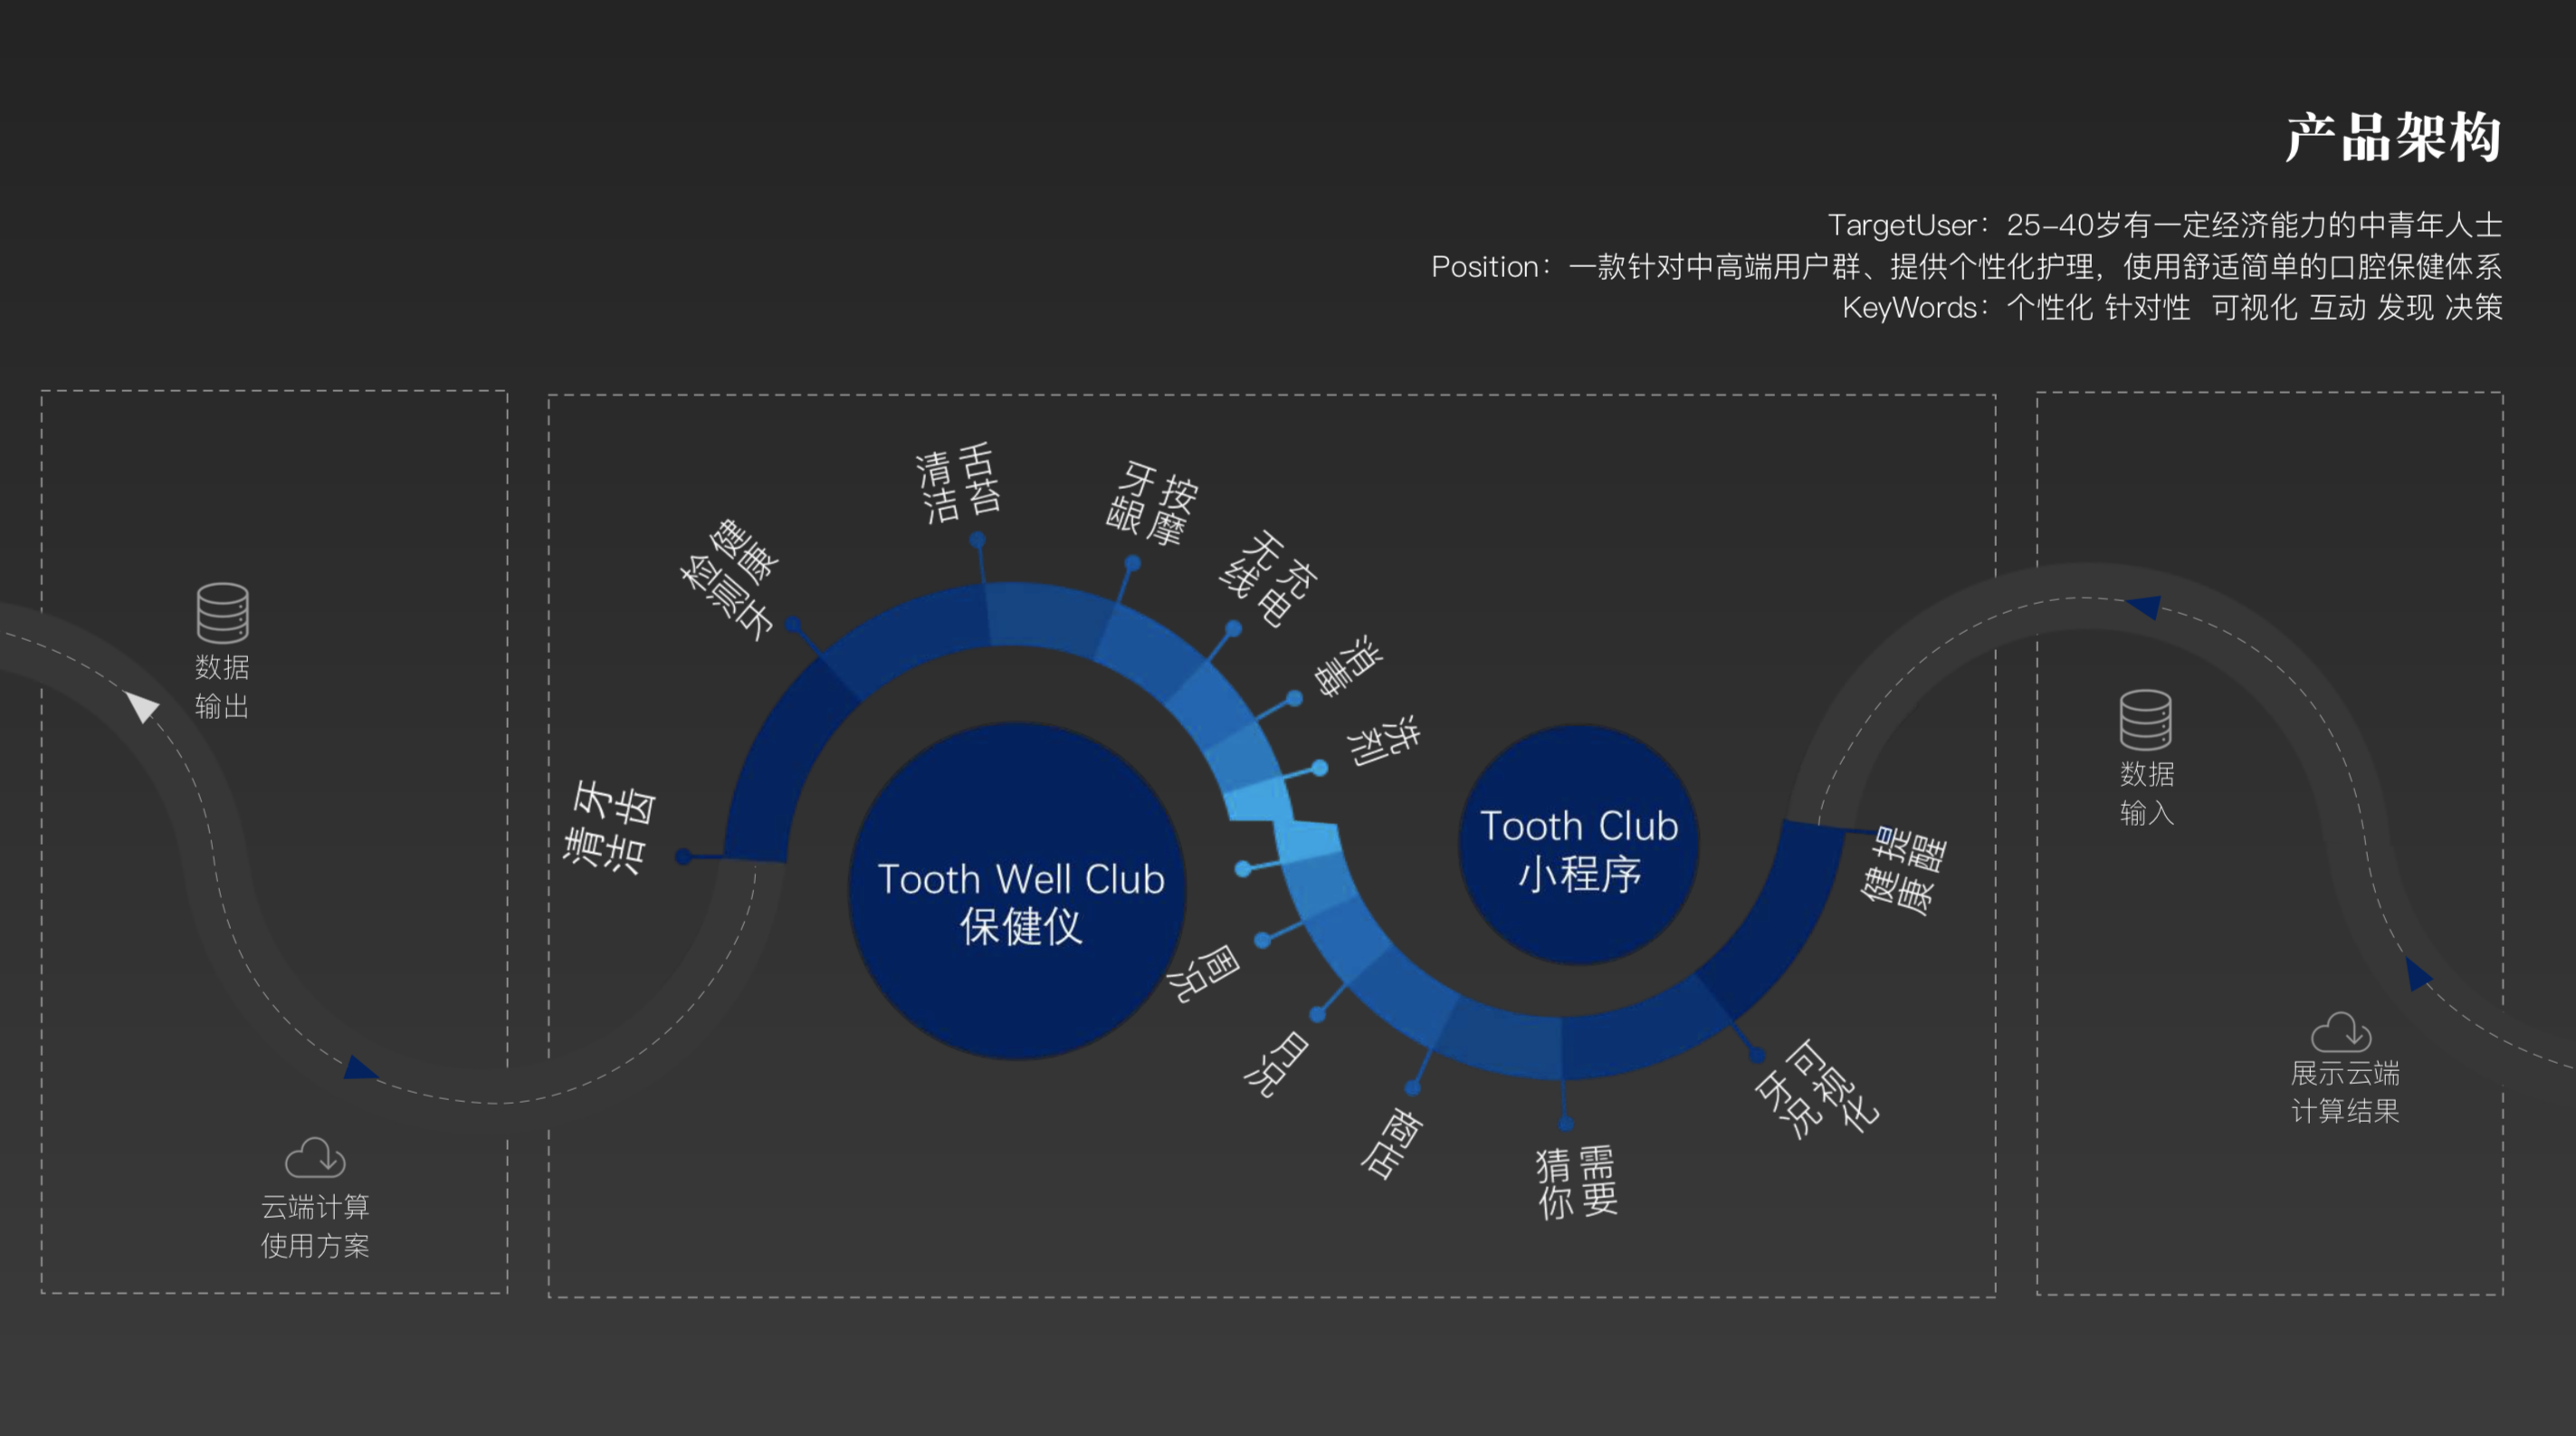 产品架构
TargetUser：25–40岁有一定经济能力的中青年人士
Position：一款针对中高端用户群、提供个性化护理，使用舒适简单的口腔保健体系
KeyWords：个性化 针对性 可视化 互动 发现 决策
数据
输出
云端计算
使用方案
牙齿
清洁
健康
检测牙
清舌
洁苔
牙按
龈摩
无充
线电
消毒
洗剂
Tooth Well Club
保健仪
Tooth Club
小程序
周况
月况
商店
猜需
你要
可视化
牙况
提醒
健康
数据
输入
展示云端
计算结果